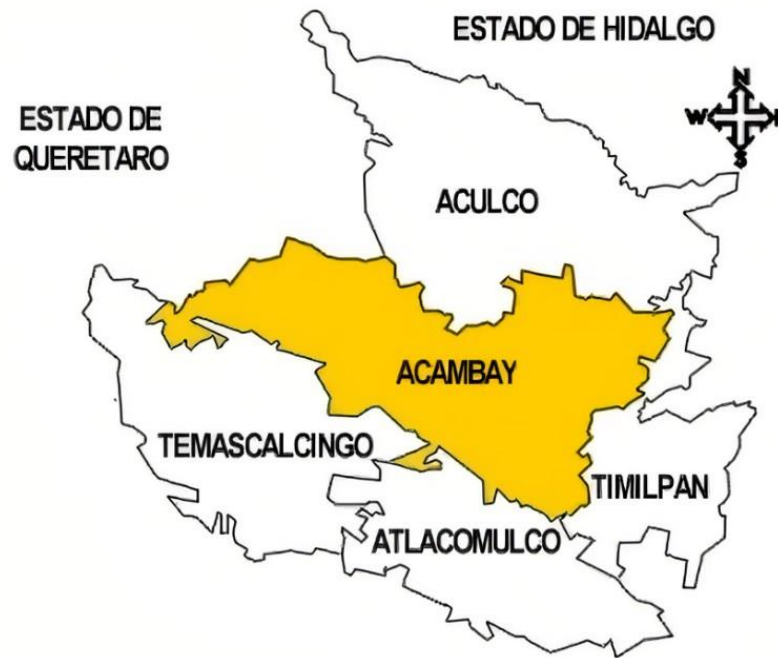 ESTADO DE HIDALGO
ESTADO DE
QUERETARO
N
W
S
ACULCO
ACAMBAY
TEMASCALCINGO
TIMILPAN
ATLACOMULCO